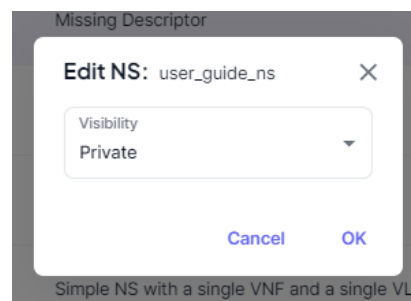 Missing Descriptor
Edit NS: user_guide_ns
Visibility
Private
Cancel OK
Simple NS with a single VNF and a single VL